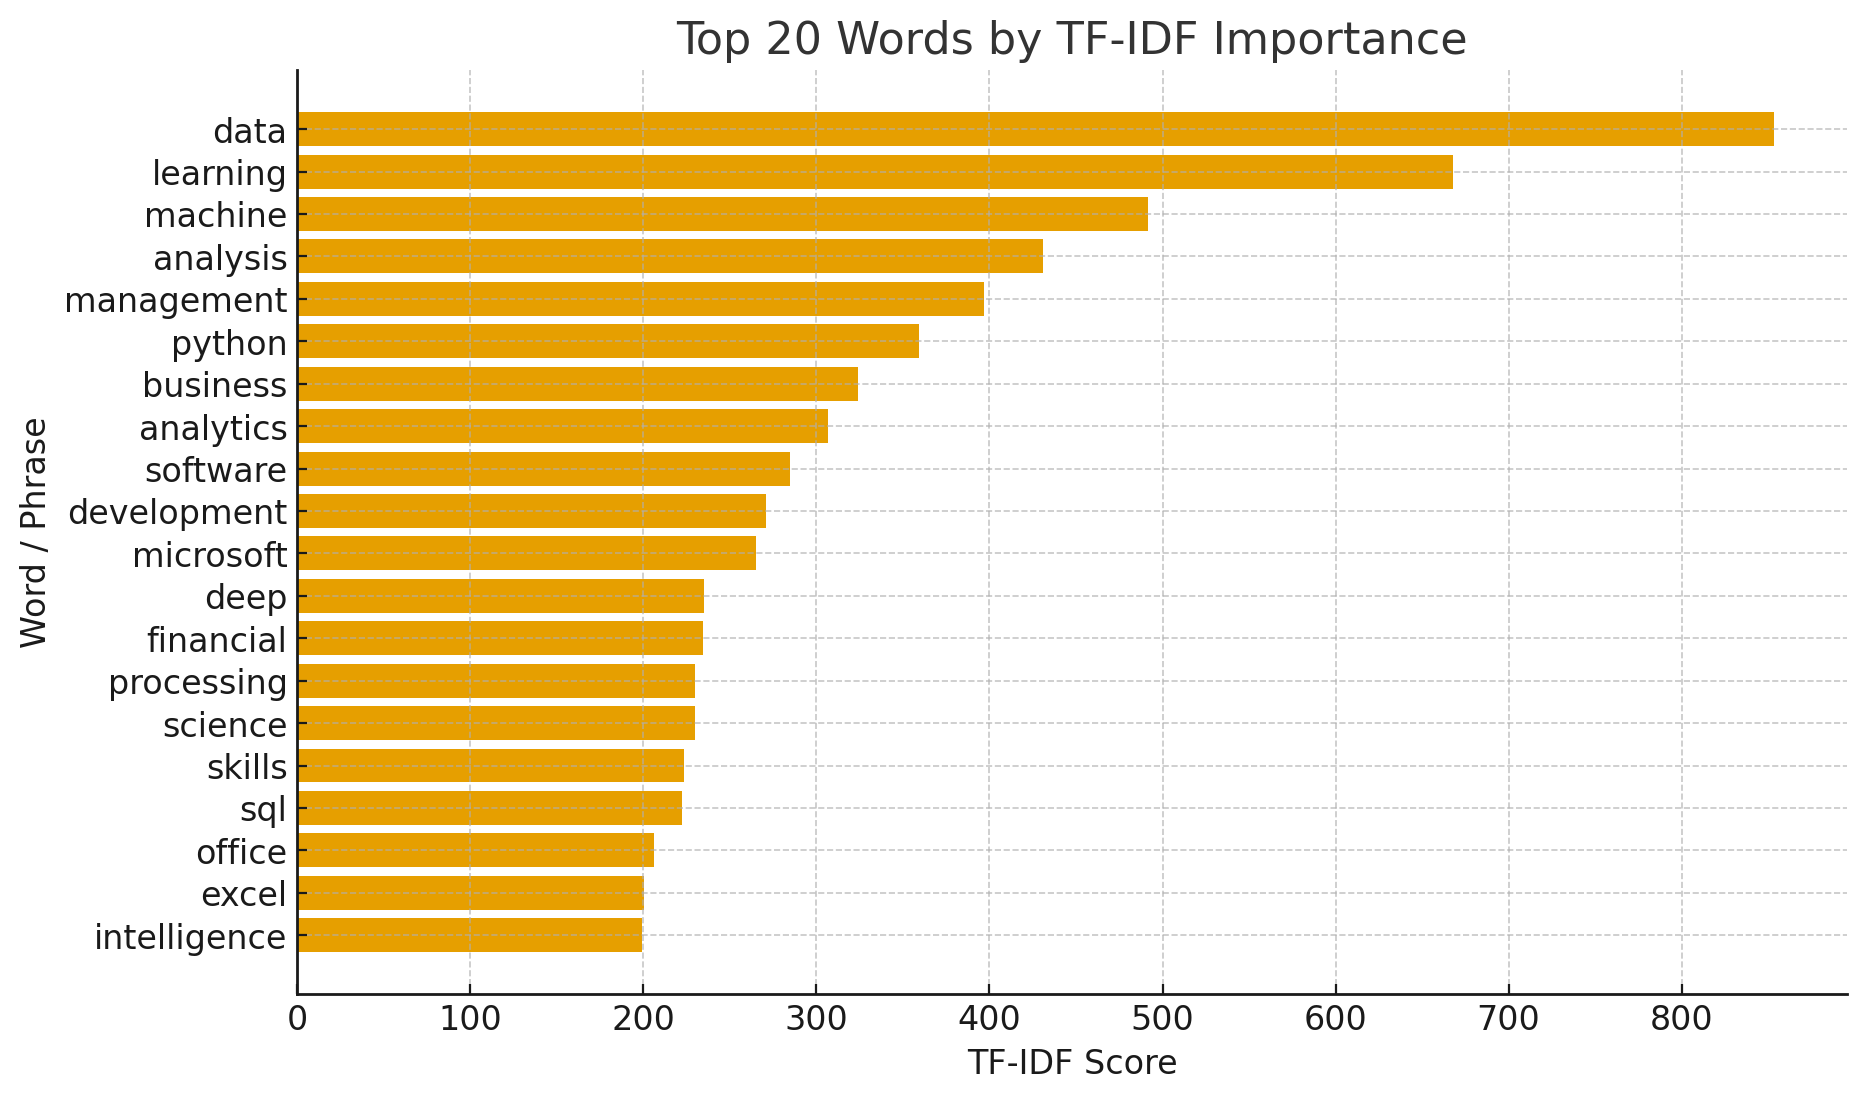 Top 20 Words by TF-IDF Importance
Word / Phrase
data
learning
machine
analysis
management
python
business
analytics
software
development
microsoft
deep
financial
processing
science
skills
sql
office
excel
intelligence
0 100 200 300 400 500 600 700 800
TF-IDF Score